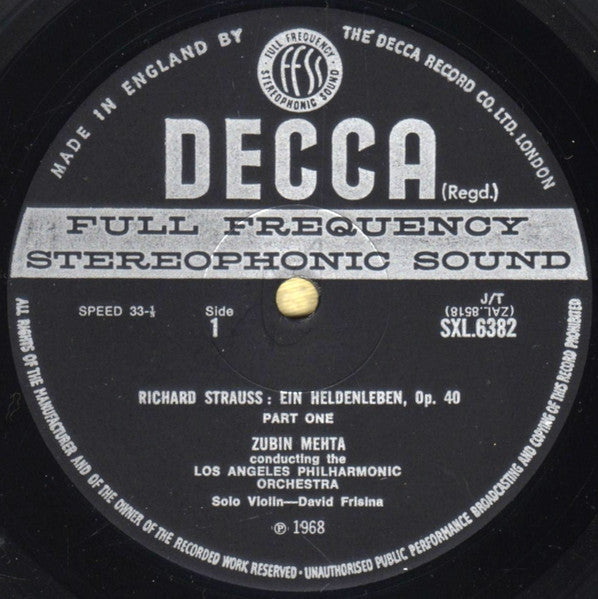 MADE IN ENGLAND BY
THE DECCA RECORD CO. LTD. LONDON
FULL FREQUENCY
FFSS
STEREOPHONIC SOUND
DECCA
(Regd.)
FULL FREQUENCY
STEREOPHONIC SOUND
SPEED 33-⅓
Side
1
J/T
(ZAL.8518)
SXL.6382
RICHARD STRAUSS : EIN HELDENLEBEN, Op. 40
PART ONE
ZUBIN MEHTA
conducting the
LOS ANGELES PHILHARMONIC
ORCHESTRA
Solo Violin—David Frisina
℗ 1968
ALL RIGHTS OF THE MANUFACTURER AND OF THE OWNER OF THE RECORDED WORK RESERVED · UNAUTHORISED PUBLIC PERFORMANCE BROADCASTING AND COPYING OF THIS RECORD PROHIBITED